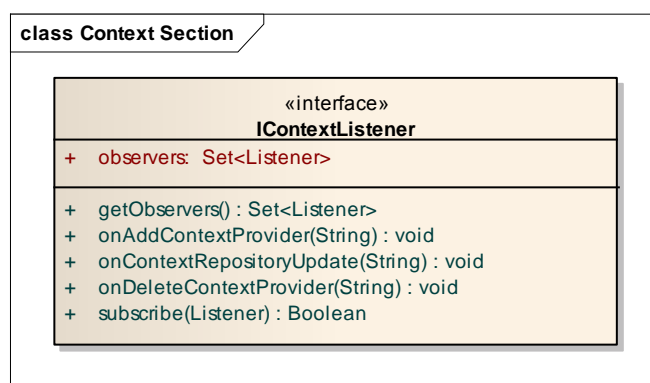 class Context Section
«interface»
IContextListener
+ observers: Set<Listener>
+ getObservers() : Set<Listener>
+ onAddContextProvider(String) : void
+ onContextRepositoryUpdate(String) : void
+ onDeleteContextProvider(String) : void
+ subscribe(Listener) : Boolean